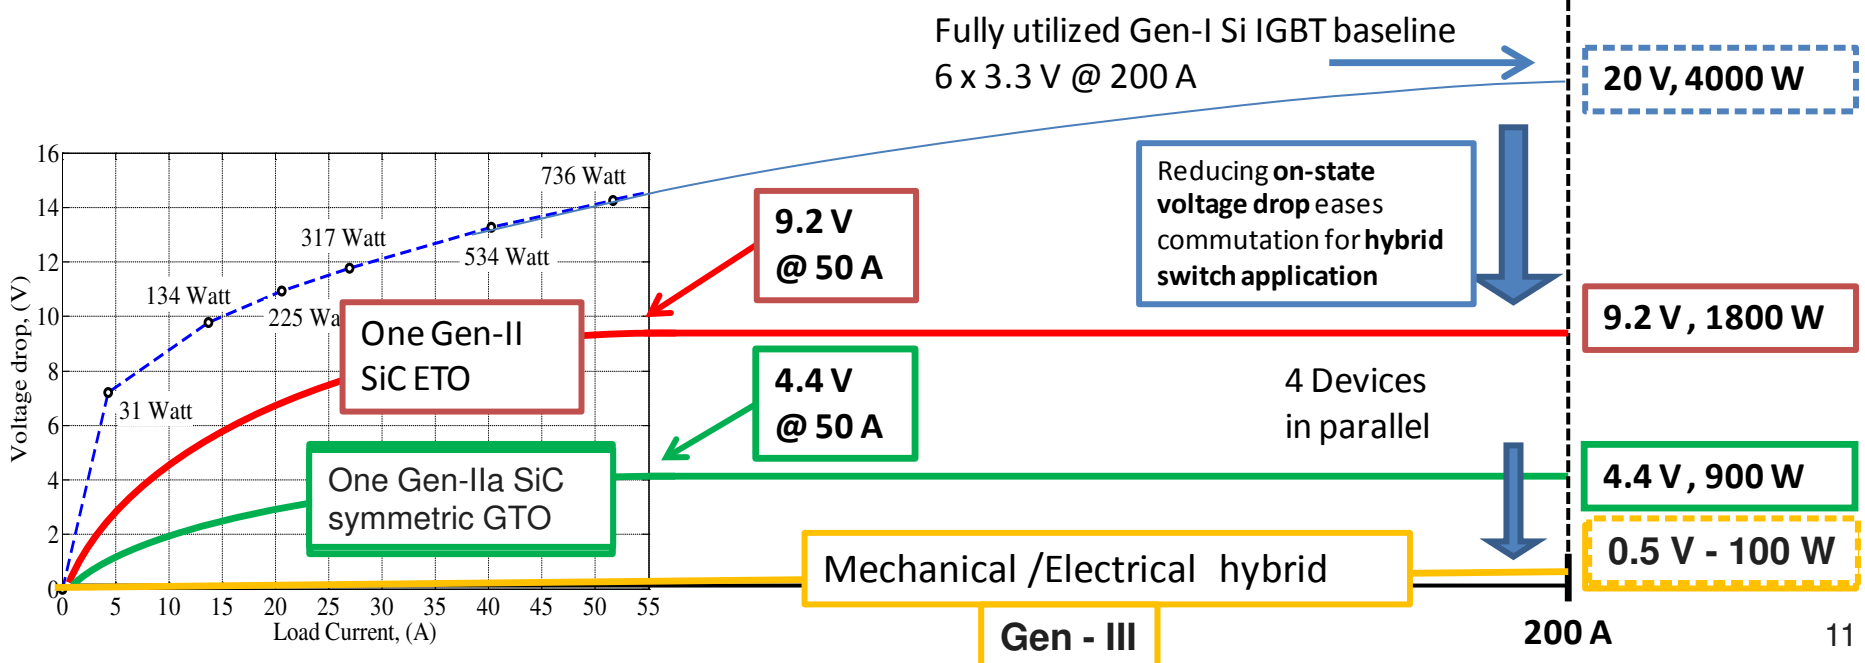 Fully utilized Gen-I Si IGBT baseline
6 x 3.3 V @ 200 A
20 V, 4000 W
Reducing on-state
voltage drop eases
commutation for hybrid
switch application
16
14
12
10
8
6
4
2
0
Voltage drop, (V)
736 Watt
317 Watt
534 Watt
134 Watt
225 Wa
31 Watt
9.2 V
@ 50 A
One Gen-II
SiC ETO
9.2 V, 1800 W
4.4 V
@ 50 A
4 Devices
in parallel
One Gen-IIa SiC
symmetric GTO
4.4 V, 900 W
Mechanical /Electrical hybrid
0.5 V - 100 W
0 5 10 15 20 25 30 35 40 45 50 55
Load Current, (A)
Gen - III
200 A
11